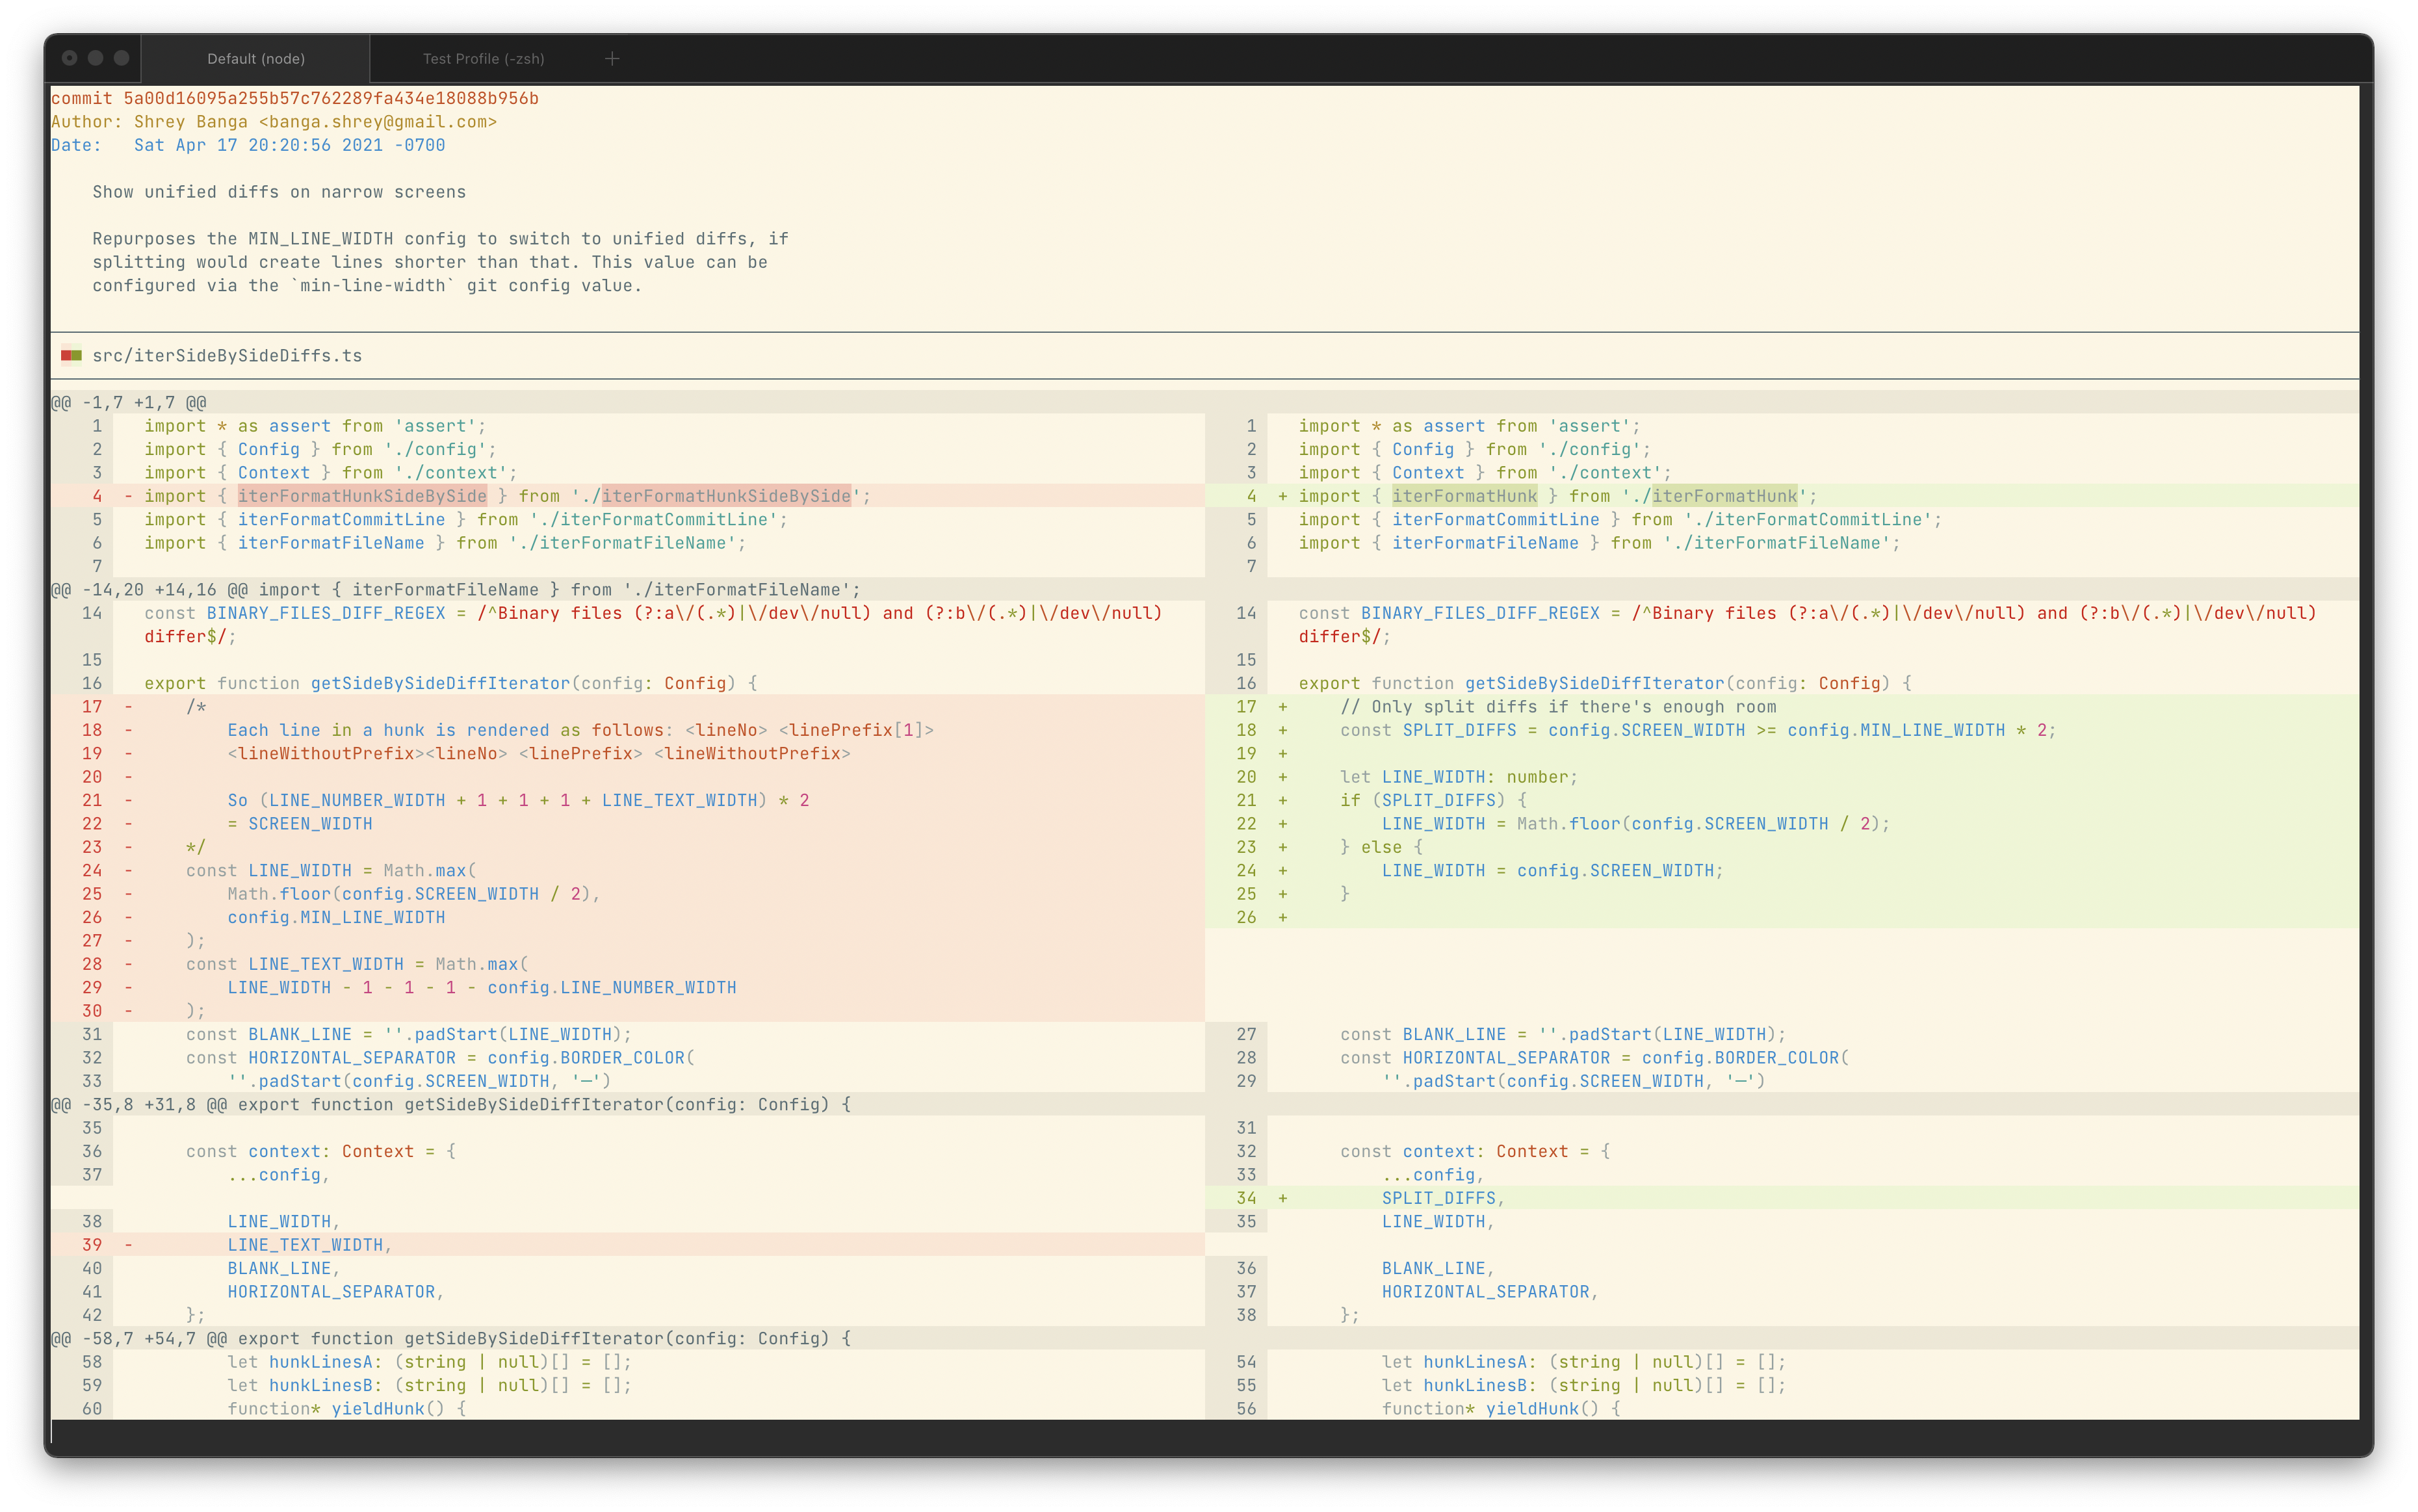 Default (node)
Test Profile (-zsh)
commit 5a00d16095a255b57c762289fa434e18088b956b
Author: Shrey Banga <banga.shrey@gmail.com>
Date:   Sat Apr 17 20:20:56 2021 -0700
Show unified diffs on narrow screens
Repurposes the MIN_LINE_WIDTH config to switch to unified diffs, if
splitting would create lines shorter than that. This value can be
configured via the `min-line-width` git config value.
src/iterSideBySideDiffs.ts
@@ -1,7 +1,7 @@
1 import * as assert from 'assert'; 1 import * as assert from 'assert';
2 import { Config } from './config'; 2 import { Config } from './config';
3 import { Context } from './context'; 3 import { Context } from './context';
4 - import { iterFormatHunkSideBySide } from './iterFormatHunkSideBySide'; 4 + import { iterFormatHunk } from './iterFormatHunk';
5 import { iterFormatCommitLine } from './iterFormatCommitLine'; 5 import { iterFormatCommitLine } from './iterFormatCommitLine';
6 import { iterFormatFileName } from './iterFormatFileName'; 6 import { iterFormatFileName } from './iterFormatFileName';
7 7
@@ -14,20 +14,16 @@ import { iterFormatFileName } from './iterFormatFileName';
14 const BINARY_FILES_DIFF_REGEX = /^Binary files (?:a\/(.*)|\/dev\/null) and (?:b\/(.*)|\/dev\/null) 14 const BINARY_FILES_DIFF_REGEX = /^Binary files (?:a\/(.*)|\/dev\/null) and (?:b\/(.*)|\/dev\/null)
differ$/; differ$/;
15 15
16 export function getSideBySideDiffIterator(config: Config) { 16 export function getSideBySideDiffIterator(config: Config) {
17 - /* 17 + // Only split diffs if there's enough room
18 - Each line in a hunk is rendered as follows: <lineNo> <linePrefix[1]> 18 + const SPLIT_DIFFS = config.SCREEN_WIDTH >= config.MIN_LINE_WIDTH * 2;
19 - <lineWithoutPrefix><lineNo> <linePrefix> <lineWithoutPrefix> 19 +
20 - 20 + let LINE_WIDTH: number;
21 - So (LINE_NUMBER_WIDTH + 1 + 1 + 1 + LINE_TEXT_WIDTH) * 2 21 + if (SPLIT_DIFFS) {
22 - = SCREEN_WIDTH 22 + LINE_WIDTH = Math.floor(config.SCREEN_WIDTH / 2);
23 - */ 23 + } else {
24 - const LINE_WIDTH = Math.max( 24 + LINE_WIDTH = config.SCREEN_WIDTH;
25 - Math.floor(config.SCREEN_WIDTH / 2), 25 + }
26 - config.MIN_LINE_WIDTH 26 +
27 - );
28 - const LINE_TEXT_WIDTH = Math.max(
29 - LINE_WIDTH - 1 - 1 - 1 - config.LINE_NUMBER_WIDTH
30 - );
31 const BLANK_LINE = ''.padStart(LINE_WIDTH); 27 const BLANK_LINE = ''.padStart(LINE_WIDTH);
32 const HORIZONTAL_SEPARATOR = config.BORDER_COLOR( 28 const HORIZONTAL_SEPARATOR = config.BORDER_COLOR(
33 ''.padStart(config.SCREEN_WIDTH, '─') 29 ''.padStart(config.SCREEN_WIDTH, '─')
@@ -35,8 +31,8 @@ export function getSideBySideDiffIterator(config: Config) {
35 31
36 const context: Context = { 32 const context: Context = {
37 ...config, 33 ...config,
34 + SPLIT_DIFFS,
38 LINE_WIDTH, 35 LINE_WIDTH,
39 - LINE_TEXT_WIDTH,
40 BLANK_LINE, 36 BLANK_LINE,
41 HORIZONTAL_SEPARATOR, 37 HORIZONTAL_SEPARATOR,
42 }; 38 };
@@ -58,7 +54,7 @@ export function getSideBySideDiffIterator(config: Config) {
58 let hunkLinesA: (string | null)[] = []; 54 let hunkLinesA: (string | null)[] = [];
59 let hunkLinesB: (string | null)[] = []; 55 let hunkLinesB: (string | null)[] = [];
60 function* yieldHunk() { 56 function* yieldHunk() {